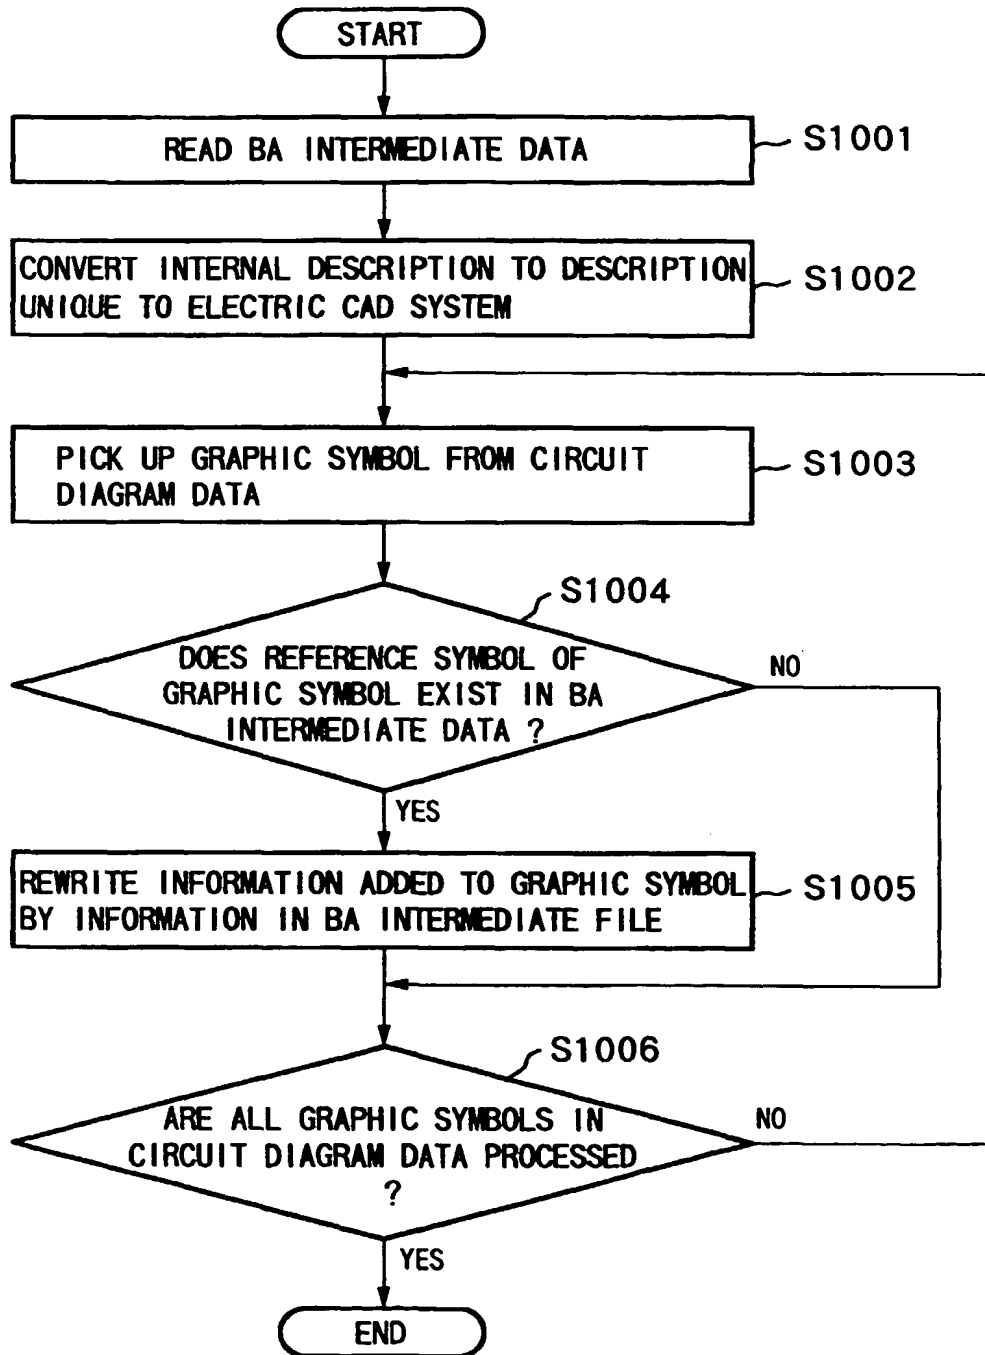 START
READ BA INTERMEDIATE DATA
S1001
CONVERT INTERNAL DESCRIPTION TO DESCRIPTION
UNIQUE TO ELECTRIC CAD SYSTEM
S1002
PICK UP GRAPHIC SYMBOL FROM CIRCUIT
DIAGRAM DATA
S1003
S1004
DOES REFERENCE SYMBOL OF
GRAPHIC SYMBOL EXIST IN BA
INTERMEDIATE DATA ?
NO
YES
REWRITE INFORMATION ADDED TO GRAPHIC SYMBOL
BY INFORMATION IN BA INTERMEDIATE FILE
S1005
S1006
ARE ALL GRAPHIC SYMBOLS IN
CIRCUIT DIAGRAM DATA PROCESSED
?
NO
YES
END